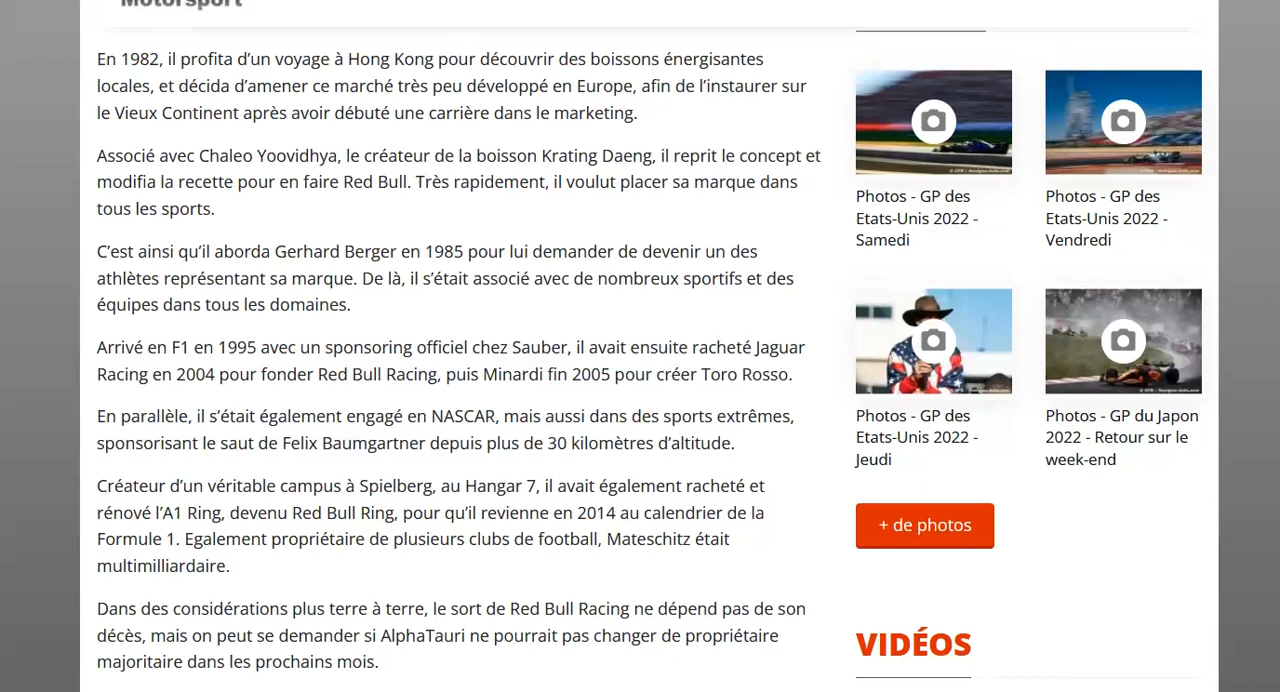 Motorsport
En 1982, il profita d’un voyage à Hong Kong pour découvrir des boissons énergisantes
locales, et décida d’amener ce marché très peu développé en Europe, afin de l’instaurer sur
le Vieux Continent après avoir débuté une carrière dans le marketing.
Associé avec Chaleo Yoovidhya, le créateur de la boisson Krating Daeng, il reprit le concept et
modifia la recette pour en faire Red Bull. Très rapidement, il voulut placer sa marque dans
tous les sports.
C’est ainsi qu’il aborda Gerhard Berger en 1985 pour lui demander de devenir un des
athlètes représentant sa marque. De là, il s’était associé avec de nombreux sportifs et des
équipes dans tous les domaines.
Arrivé en F1 en 1995 avec un sponsoring officiel chez Sauber, il avait ensuite racheté Jaguar
Racing en 2004 pour fonder Red Bull Racing, puis Minardi fin 2005 pour créer Toro Rosso.
En parallèle, il s’était également engagé en NASCAR, mais aussi dans des sports extrêmes,
sponsorisant le saut de Felix Baumgartner depuis plus de 30 kilomètres d’altitude.
Créateur d’un véritable campus à Spielberg, au Hangar 7, il avait également racheté et
rénové l’A1 Ring, devenu Red Bull Ring, pour qu’il revienne en 2014 au calendrier de la
Formule 1. Egalement propriétaire de plusieurs clubs de football, Mateschitz était
multimilliardaire.
Dans des considérations plus terre à terre, le sort de Red Bull Racing ne dépend pas de son
décès, mais on peut se demander si AlphaTauri ne pourrait pas changer de propriétaire
majoritaire dans les prochains mois.
Photos - GP des
Etats-Unis 2022 -
Samedi
Photos - GP des
Etats-Unis 2022 -
Vendredi
Photos - GP des
Etats-Unis 2022 -
Jeudi
Photos - GP du Japon
2022 - Retour sur le
week-end
+ de photos
VIDÉOS